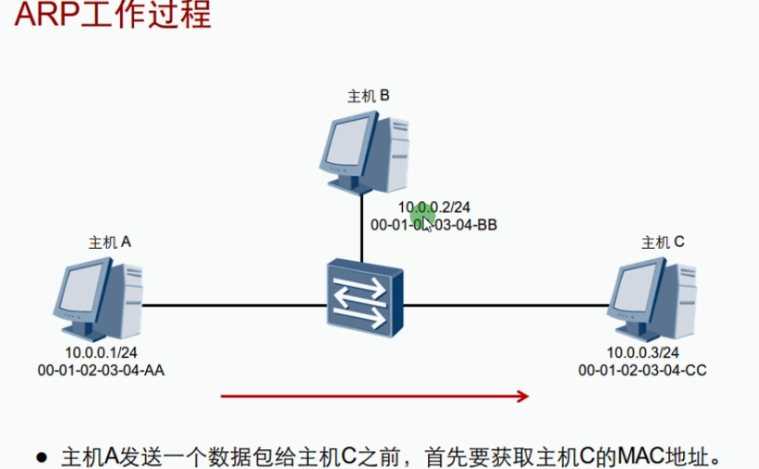 ARP工作过程
主机 B
10.0.0.2/24
00-01-02-03-04-BB
主机 A
主机 C
10.0.0.1/24
00-01-02-03-04-AA
10.0.0.3/24
00-01-02-03-04-CC
● 主机A发送一个数据包给主机C之前，首先要获取主机C的MAC地址。